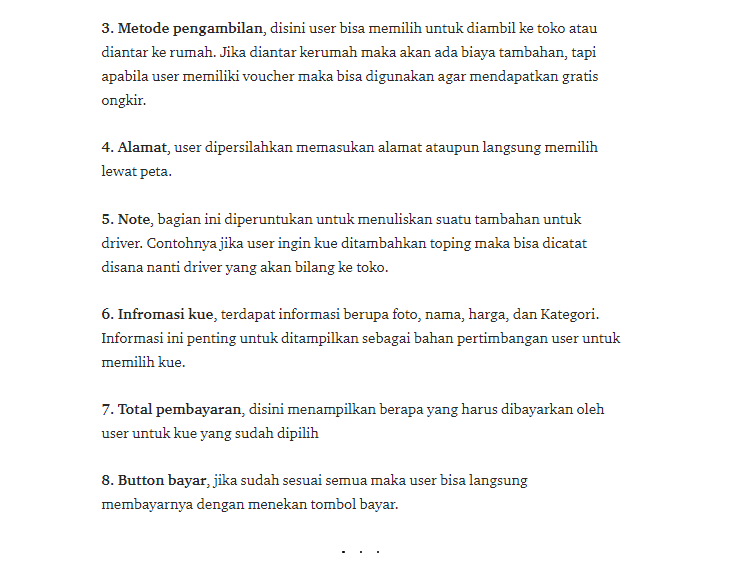 3. Metode pengambilan, disini user bisa memilih untuk diambil ke toko atau
diantar ke rumah. Jika diantar kerumah maka akan ada biaya tambahan, tapi
apabila user memiliki voucher maka bisa digunakan agar mendapatkan gratis
ongkir.
4. Alamat, user dipersilahkan memasukan alamat ataupun langsung memilih
lewat peta.
5. Note, bagian ini diperuntukan untuk menuliskan suatu tambahan untuk
driver. Contohnya jika user ingin kue ditambahkan toping maka bisa dicatat
disana nanti driver yang akan bilang ke toko.
6. Infromasi kue, terdapat informasi berupa foto, nama, harga, dan Kategori.
Informasi ini penting untuk ditampilkan sebagai bahan pertimbangan user untuk
memilih kue.
7. Total pembayaran, disini menampilkan berapa yang harus dibayarkan oleh
user untuk kue yang sudah dipilih
8. Button bayar, jika sudah sesuai semua maka user bisa langsung
membayarnya dengan menekan tombol bayar.
. . .